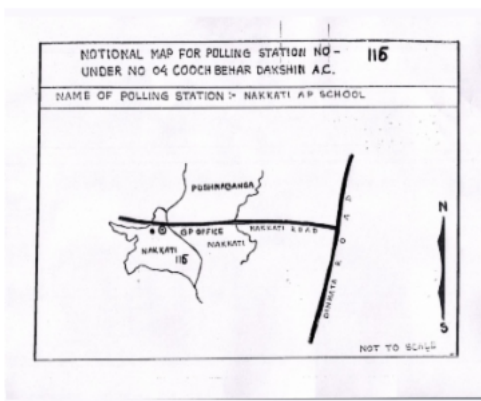 NOTIONAL MAP FOR POLLING STATION NO - 115
UNDER NO 04 COOCH BEHAR DAKSHIN A.C.
NAME OF POLLING STATION :- NAKKATI AP SCHOOL
GP OFFICE
NAKKATI ROAD
ROAD
NAKKATI
NAKKATI
115
N
S
NOT TO SCALE